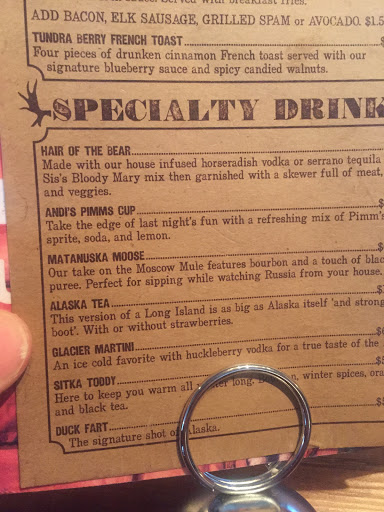 ADD BACON, ELK SAUSAGE, GRILLED SPAM or AVOCADO. $1.5
TUNDRA BERRY FRENCH TOAST $
Four pieces of drunken cinnamon French toast served with our
signature blueberry sauce and spicy candied walnuts.
SPECIALTY DRINK
HAIR OF THE BEAR
Made with our house infused horseradish vodka or serrano tequila
Sis's Bloody Mary mix then garnished with a skewer full of meat,
and veggies.
ANDI'S PIMMS CUP $
Take the edge of last night's fun with a refreshing mix of Pimm's
sprite, soda, and lemon.
MATANUSKA MOOSE $
Our take on the Moscow Mule features bourbon and a touch of blac
puree. Perfect for sipping while watching Russia from your house.
ALASKA TEA
This version of a Long Island is as big as Alaska itself 'and strong
boot'. With or without strawberries.
GLACIER MARTINI $
An ice cold favorite with huckleberry vodka for a true taste of the
SITKA TODDY
Here to keep you warm all long. winter spices, ora
and black tea.
DUCK FART $
The signature shot of Alaska.